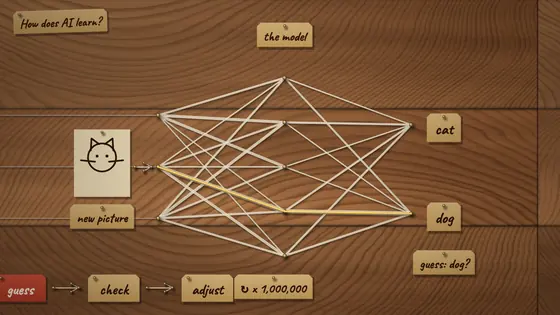 How does AI learn?
the model
cat
new picture
dog
guess: dog?
guess
check
adjust
↻ x 1,000,000